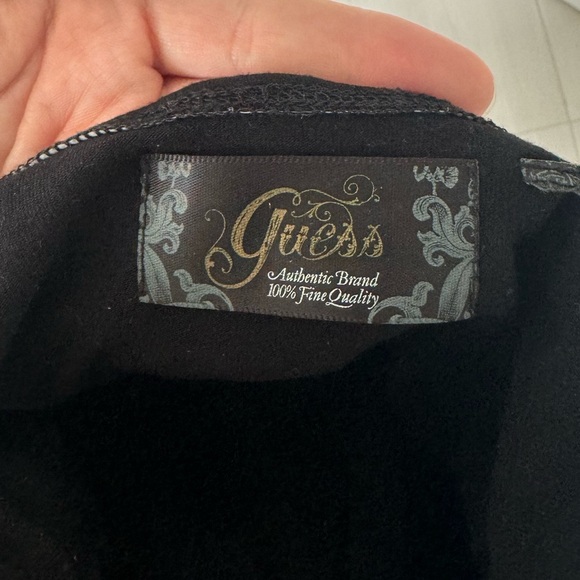 guess
Authentic Brand
100% Fine Quality